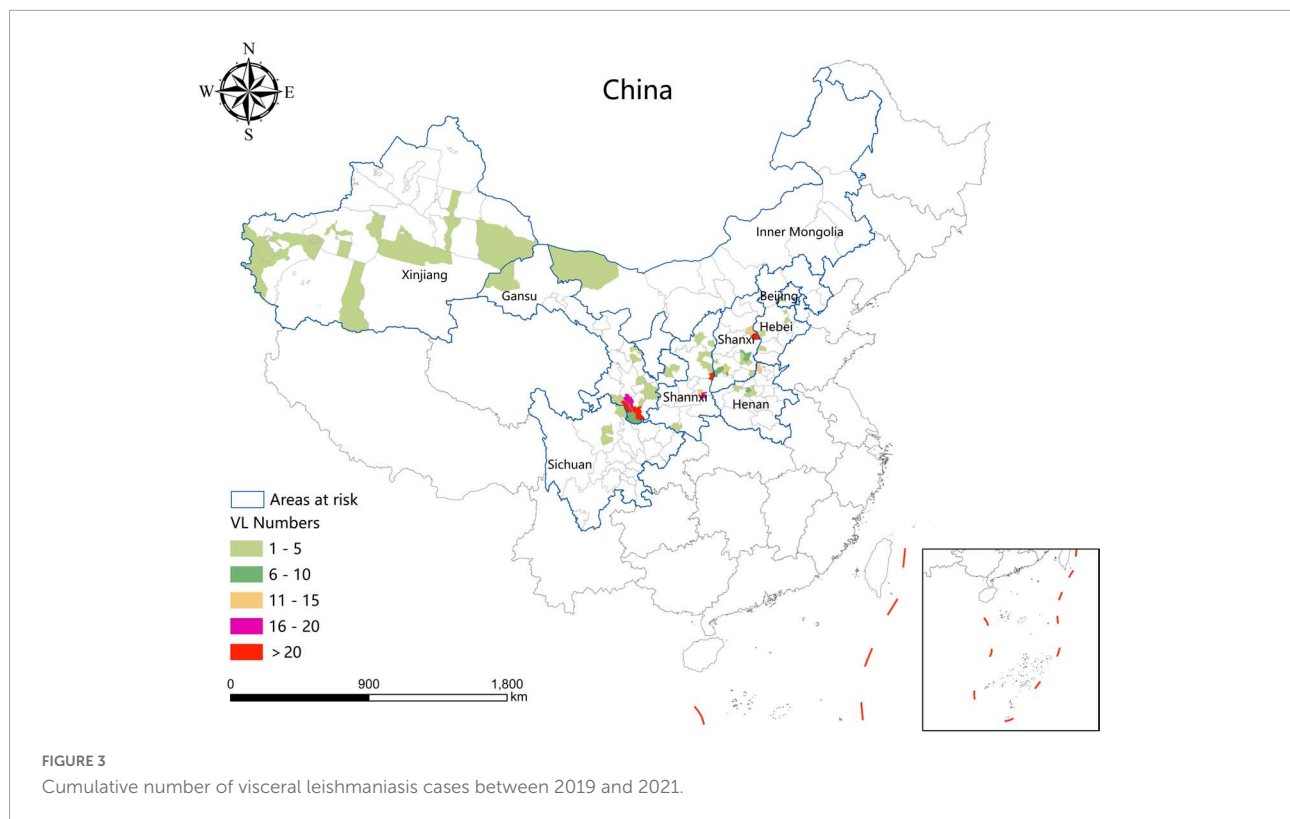 N
W E
S
China
Inner Mongolia
Xinjiang
Gansu
Beijing
Hebei
Shanxi
Shannxi
Henan
Sichuan
Areas at risk
VL Numbers
1 - 5
6 - 10
11 - 15
16 - 20
> 20
0 900 1,800
km
FIGURE 3
Cumulative number of visceral leishmaniasis cases between 2019 and 2021.